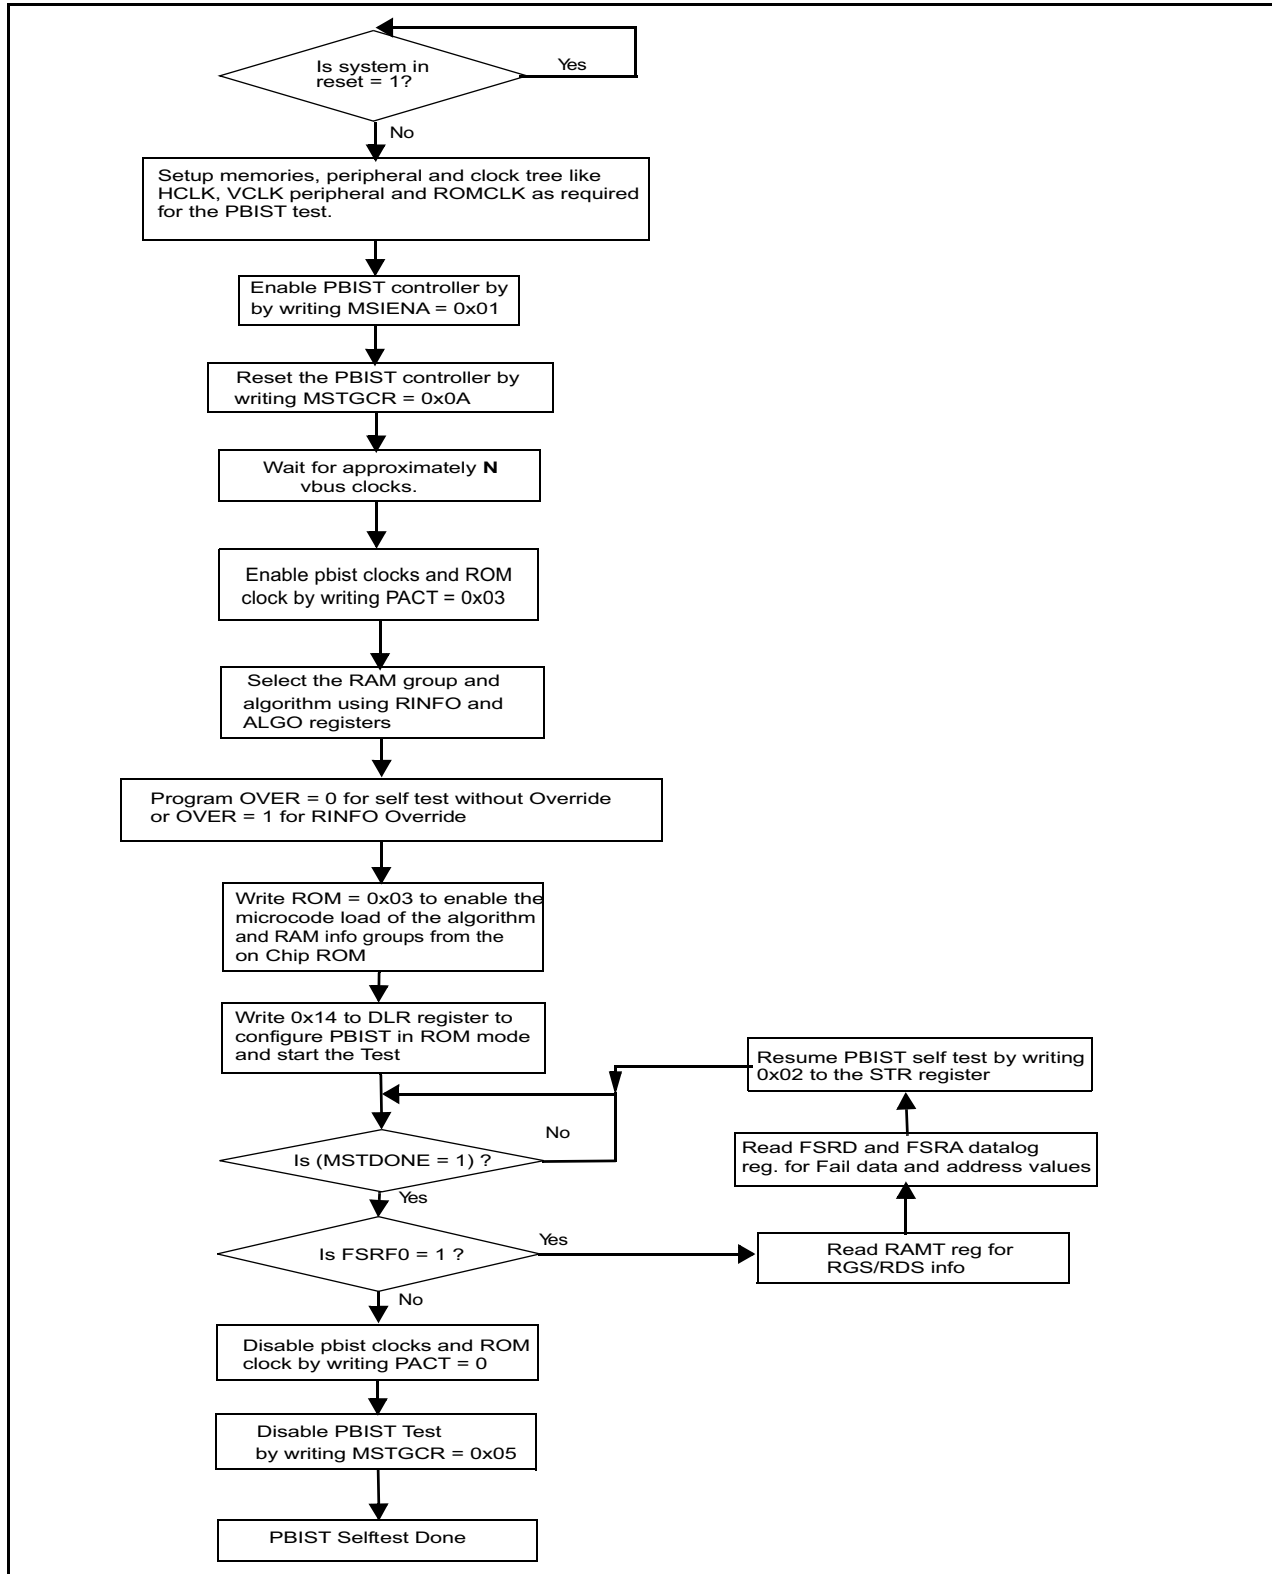 Is system in
reset = 1?
Yes
No
Setup memories, peripheral and clock tree like
HCLK, VCLK peripheral and ROMCLK as required
for the PBIST test.
Enable PBIST controller by
by writing MSIENA = 0x01
Reset the PBIST controller by
writing MSTGCR = 0x0A
Wait for approximately N
vbus clocks.
Enable pbist clocks and ROM
clock by writing PACT = 0x03
Select the RAM group and
algorithm using RINFO and
ALGO registers
Program OVER = 0 for self test without Override
or OVER = 1 for RINFO Override
Write ROM = 0x03 to enable the
microcode load of the algorithm
and RAM info groups from the
on Chip ROM
Write 0x14 to DLR register to
configure PBIST in ROM mode
and start the Test
Resume PBIST self test by writing
0x02 to the STR register
No
Is (MSTDONE = 1) ?
Read FSRD and FSRA datalog
reg. for Fail data and address values
Yes
Is FSRF0 = 1 ?
Yes
Read RAMT reg for
RGS/RDS info
No
Disable pbist clocks and ROM
clock by writing PACT = 0
Disable PBIST Test
by writing MSTGCR = 0x05
PBIST Selftest Done